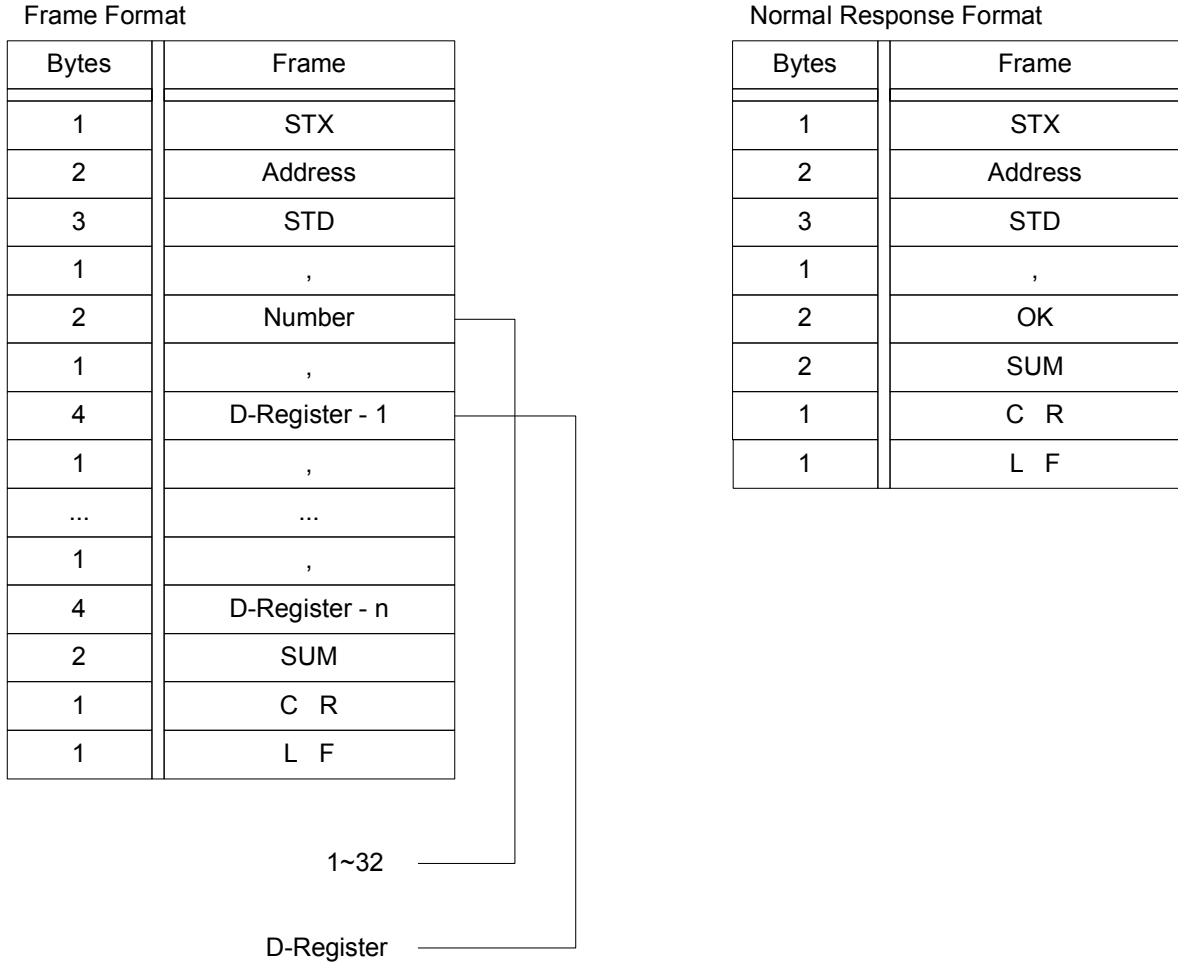 Frame Format
Bytes Frame
1 STX
2 Address
3 STD
1 ,
2 Number
1 ,
4 D-Register - 1
1 ,
... ...
1 ,
4 D-Register - n
2 SUM
1 C R
1 L F
1~32
D-Register
Normal Response Format
Bytes Frame
1 STX
2 Address
3 STD
1 ,
2 OK
2 SUM
1 C R
1 L F